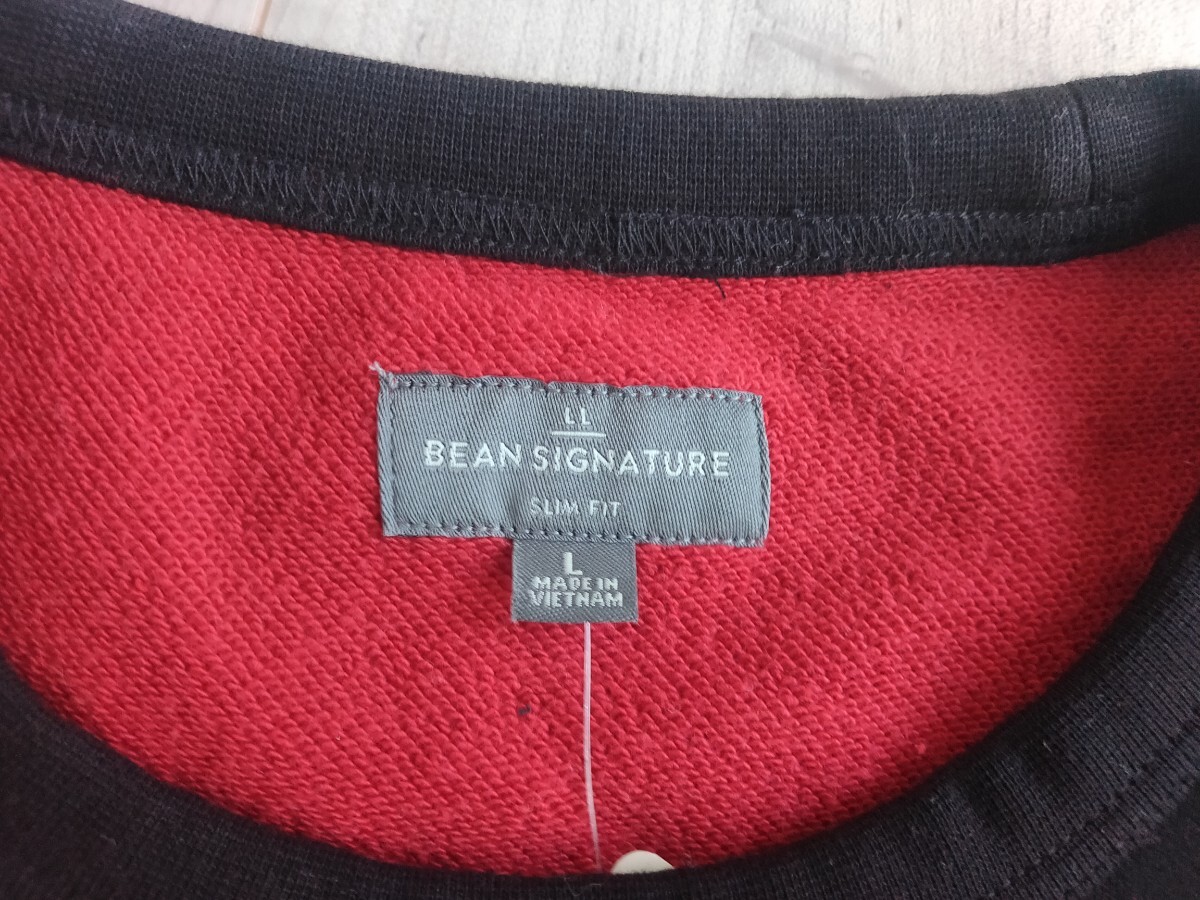 LL
BEAN SIGNATURE
SLIM FIT
L
MADE IN
VIETNAM